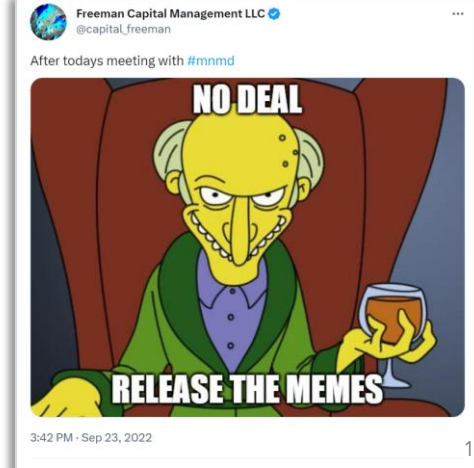 Freeman Capital Management LLC
@capital_freeman
After todays meeting with #mnmd
NO DEAL
RELEASE THE MEMES
3:42 PM · Sep 23, 2022
1